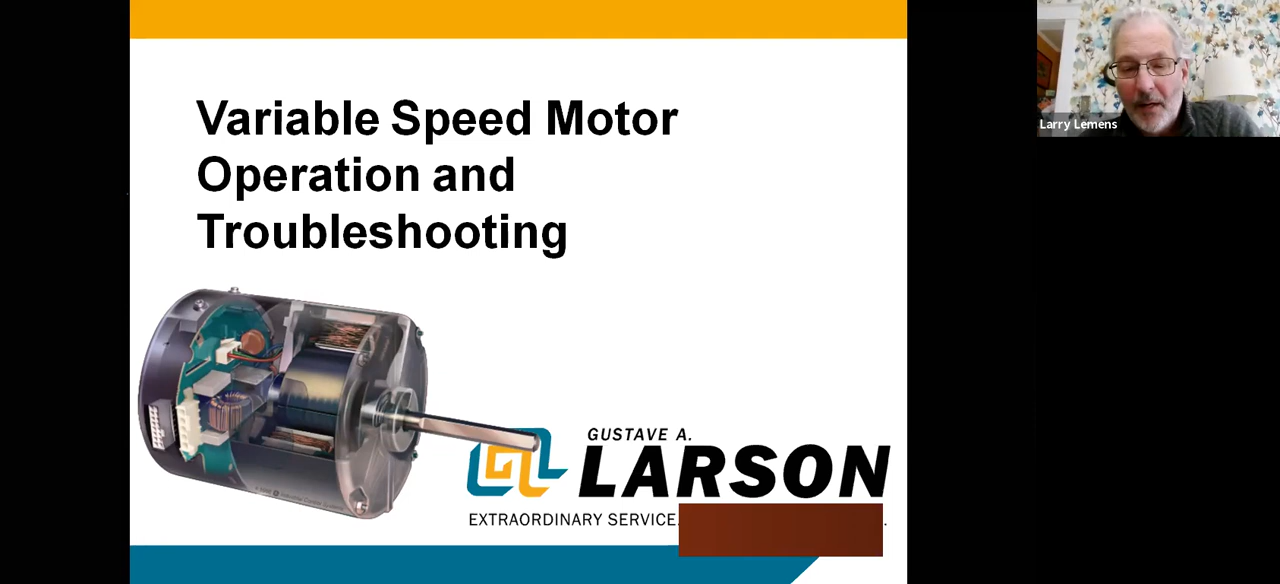 Variable Speed Motor
Operation and
Troubleshooting
GUSTAVE A.
LARSON
EXTRAORDINARY SERVICE.
Larry Lemens